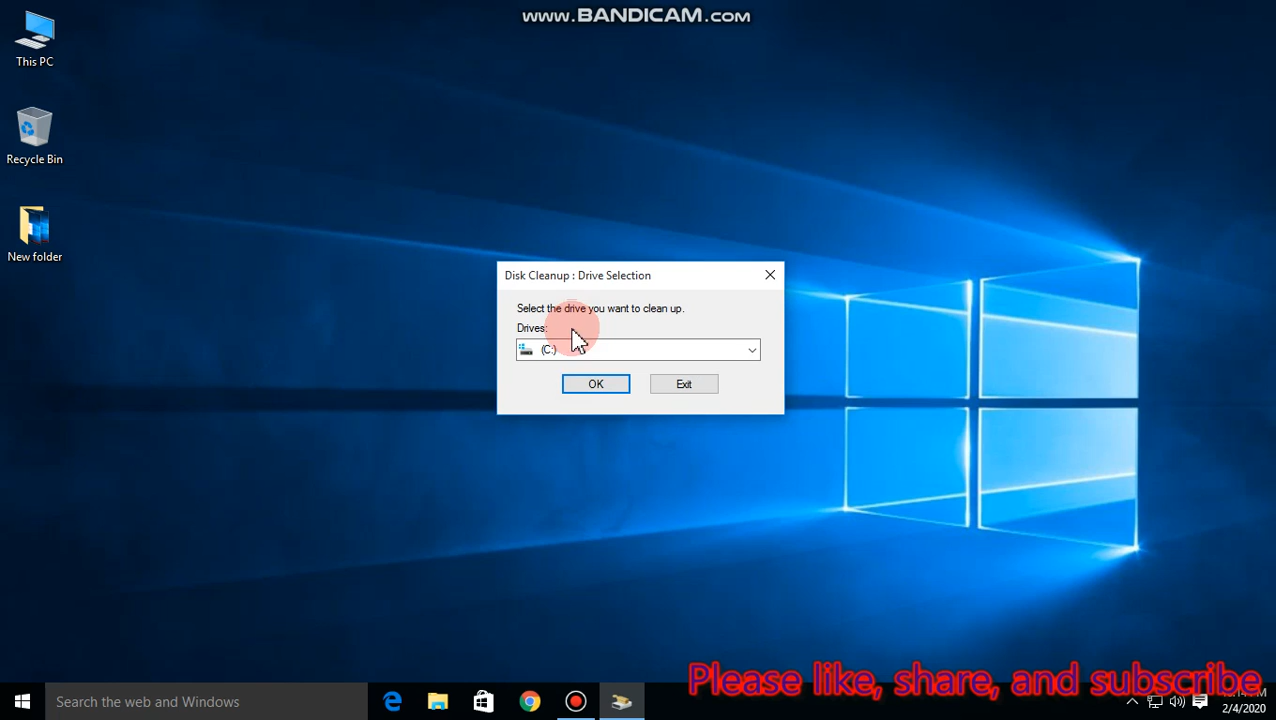 www.BANDICAM.com
This PC
Recycle Bin
New folder
Disk Cleanup : Drive Selection
Select the drive you want to clean up.
Drives:
(C:)
OK
Exit
Please like, share, and subscribe
Search the web and Windows
2/4/2020